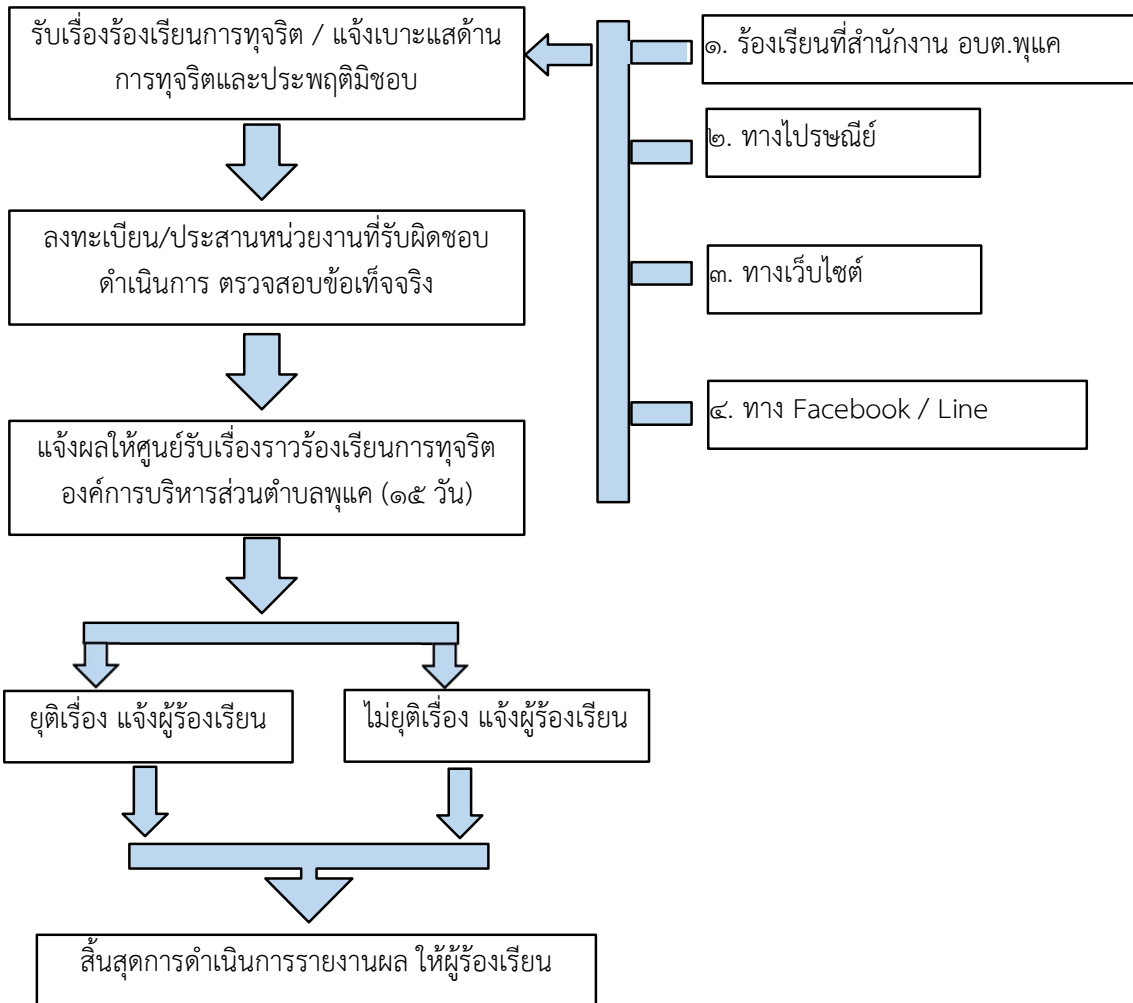 รับเรื่องร้องเรียนการทุจริต / แจ้งเบาะแสด้าน
การทุจริตและประพฤติมิชอบ
๑. ร้องเรียนที่สำนักงาน อบต.พุแค
๒. ทางไปรษณีย์
๓. ทางเว็บไซต์
๔. ทาง Facebook / Line
ลงทะเบียน/ประสานหน่วยงานที่รับผิดชอบ
ดำเนินการ ตรวจสอบข้อเท็จจริง
แจ้งผลให้ศูนย์รับเรื่องราวร้องเรียนการทุจริต
องค์การบริหารส่วนตำบลพุแค (๑๕ วัน)
ยุติเรื่อง แจ้งผู้ร้องเรียน
ไม่ยุติเรื่อง แจ้งผู้ร้องเรียน
สิ้นสุดการดำเนินการรายงานผล ให้ผู้ร้องเรียน